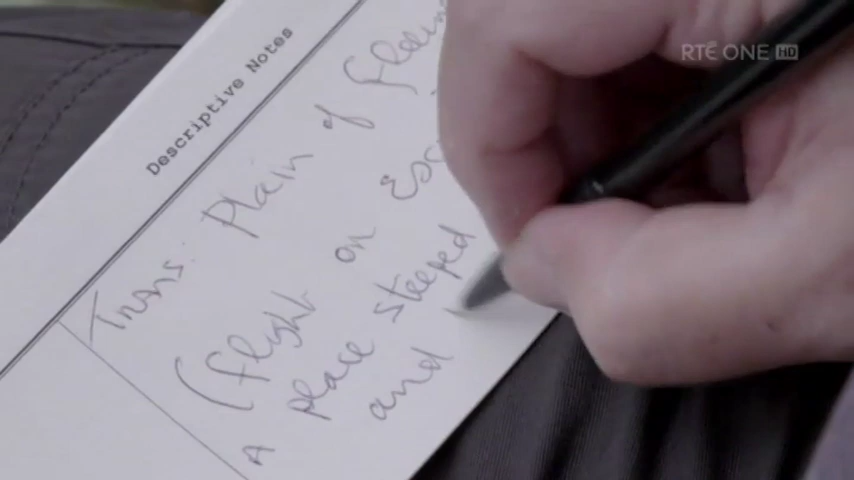 RTÉ ONE HD
Descriptive Notes
Trans: Plain of
(flight on
A place steeped
and